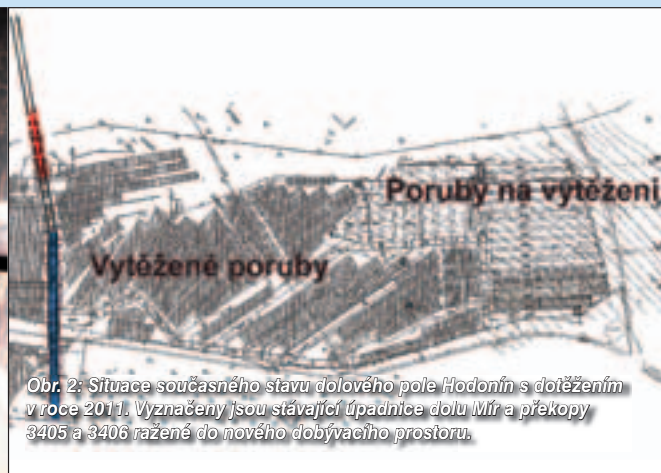 Poruby na vytěžení
Vytěžené poruby
Obr. 2: Situace současného stavu dolového pole Hodonín s dotěžením
v roce 2011. Vyznačeny jsou stávající úpadnice dolu Mír a překopy
3405 a 3406 ražené do nového dobývacího prostoru.